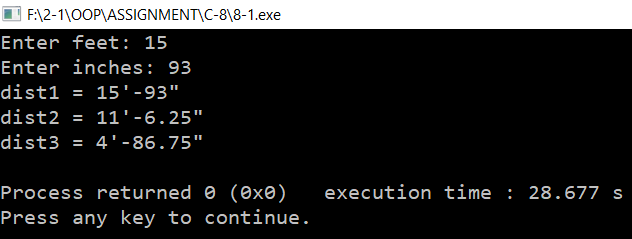 F:\2-1\OOP\ASSIGNMENT\C-8\8-1.exe
Enter feet: 15
Enter inches: 93
dist1 = 15'-93"
dist2 = 11'-6.25"
dist3 = 4'-86.75"
Process returned 0 (0x0)   execution time : 28.677 s
Press any key to continue.